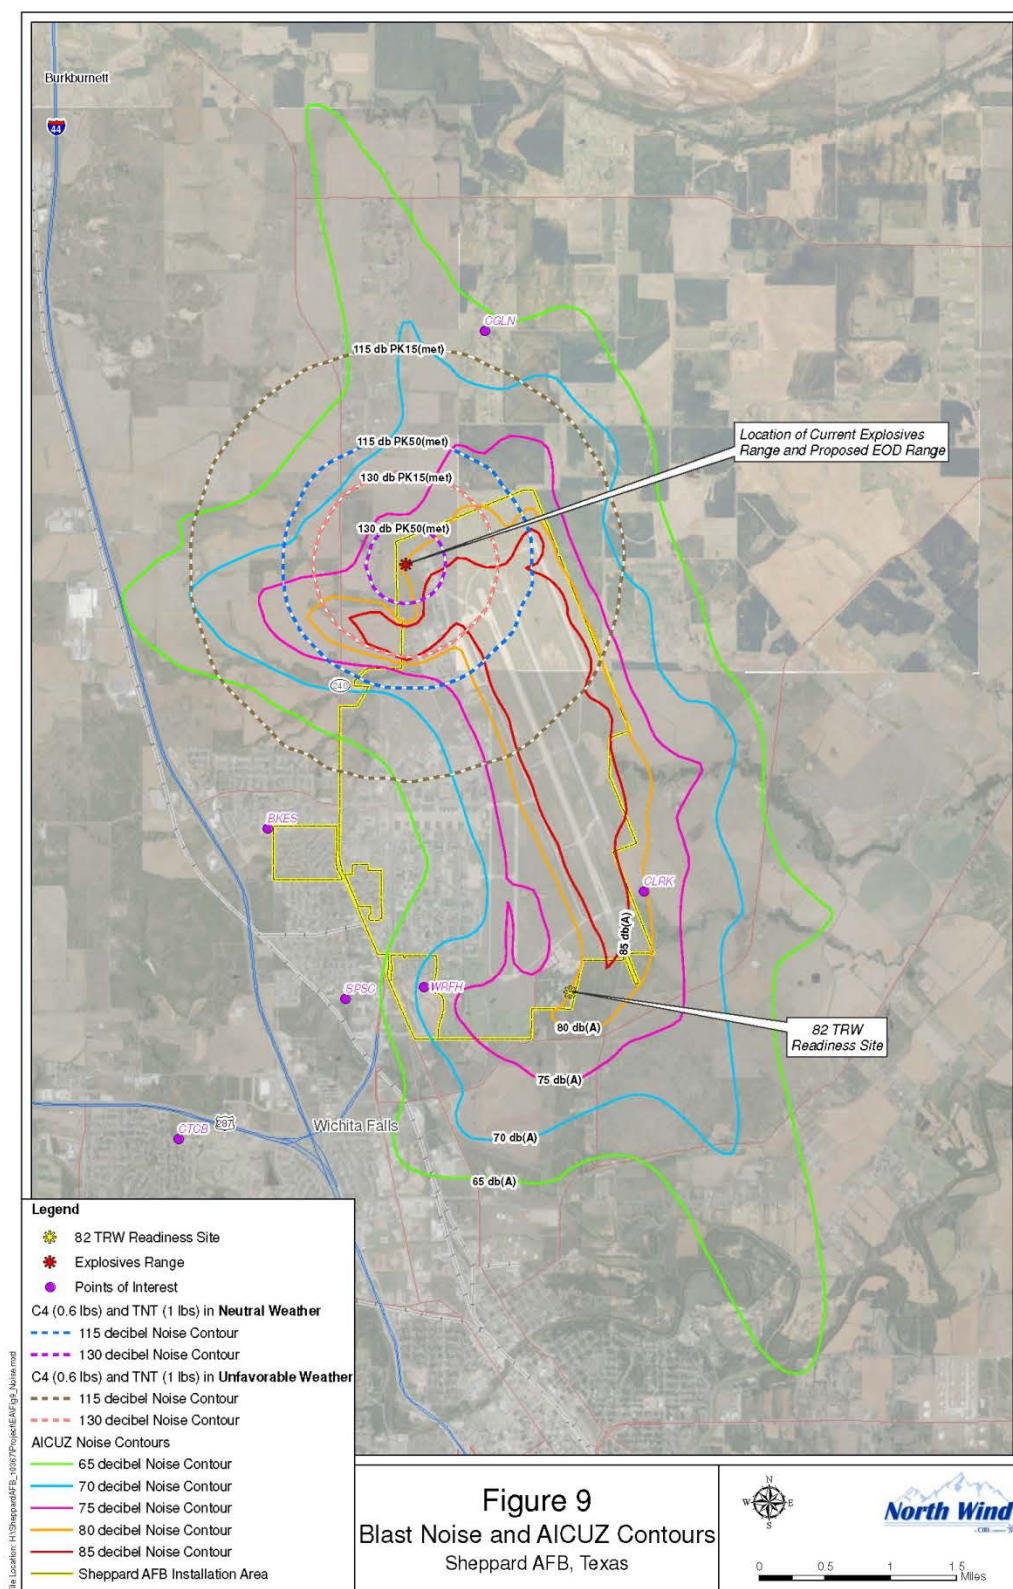 Burkburnett
44
CGLN
115 db PK15(met)
Location of Current Explosives
Range and Proposed EOD Range
115 db PK50(met)
130 db PK15(met)
130 db PK50(met)
240
BKES
CLRK
85 db(A)
SPSC
WRFH
80 db(A)
82 TRW
Readiness Site
75 db(A)
287
Wichita Falls
CTCB
70 db(A)
65 db(A)
Legend
82 TRW Readiness Site
Explosives Range
Points of Interest
C4 (0.6 lbs) and TNT (1 lbs) in Neutral Weather
115 decibel Noise Contour
130 decibel Noise Contour
C4 (0.6 lbs) and TNT (1 lbs) in Unfavorable Weather
115 decibel Noise Contour
130 decibel Noise Contour
AICUZ Noise Contours
65 decibel Noise Contour
70 decibel Noise Contour
75 decibel Noise Contour
80 decibel Noise Contour
85 decibel Noise Contour
Sheppard AFB Installation Area
Figure 9
Blast Noise and AICUZ Contours
Sheppard AFB, Texas
N
W
E
S
North Wind
0
0.5
1
1.5
Miles